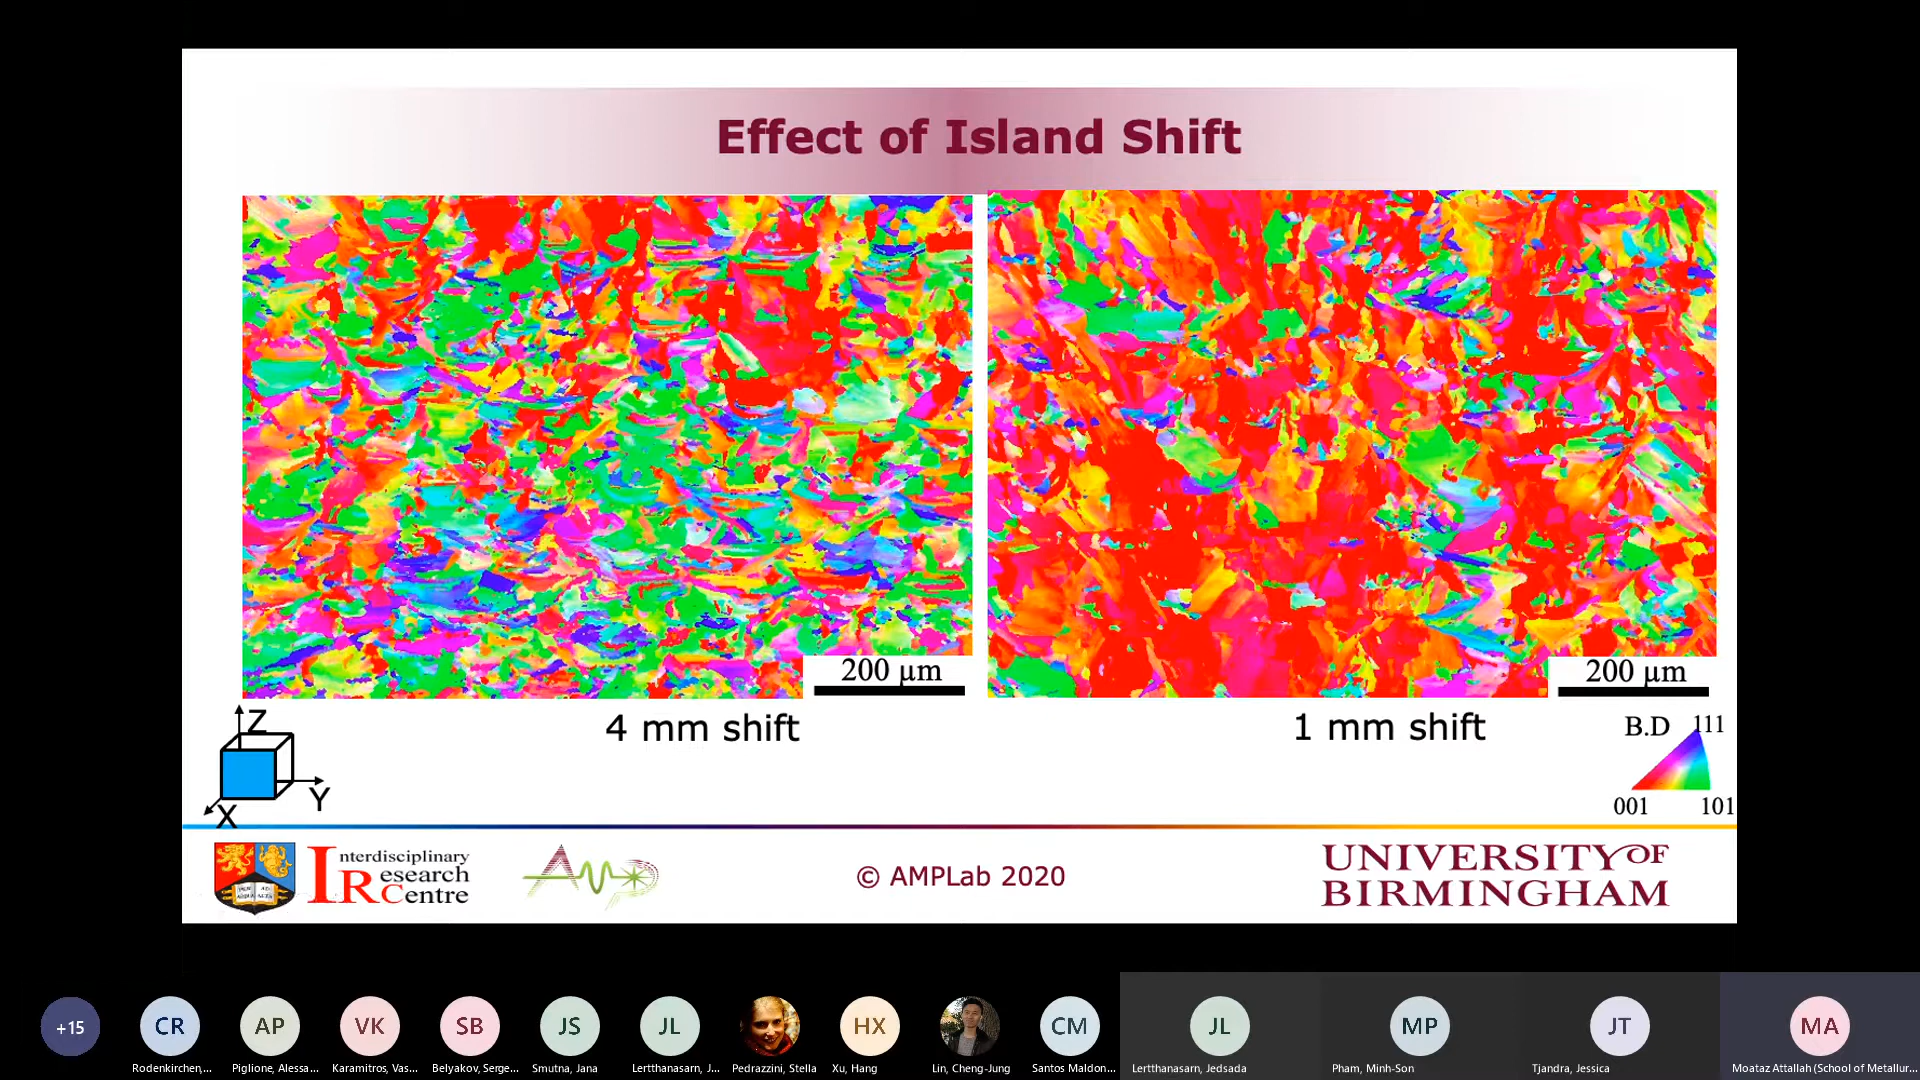 Effect of Island Shift
200 µm
200 µm
4 mm shift
1 mm shift
Z
Y
X
B.D
111
001
101
Interdisciplinary
Research
Centre
© AMPLab 2020
UNIVERSITY OF
BIRMINGHAM
+15
CR
AP
VK
SB
JS
JL
HX
CM
JL
MP
JT
MA
Rodenkirchen,...
Piglione, Alessa...
Karamitros, Vas...
Belyakov, Serge...
Smutna, Jana
Lertthanasarn, J...
Pedrazzini, Stella
Xu, Hang
Lin, Cheng-Jung
Santos Maldon...
Lertthanasarn, Jedsada
Pham, Minh-Son
Tjandra, Jessica
Moataz Attallah (School of Metallur...